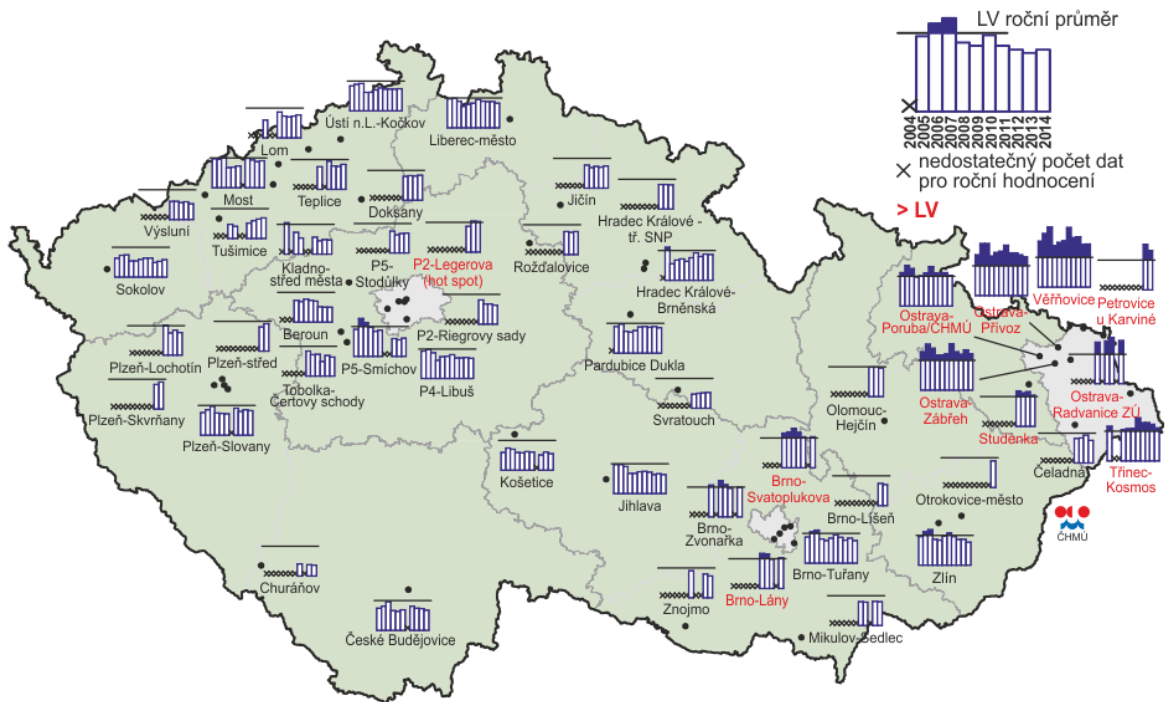 LV roční průměr
2004
2005
2006
2007
2008
2009
2010
2011
2012
2013
2014
nedostatečný počet dat
pro roční hodnocení
> LV
Ústí n.L.-Kočkov
Liberec-město
Lom
Most
Teplice
Doksany
Jičín
Hradec Králové -
tř. SNP
Výsluní
Tušimice
Kladno-
střed města
P5-
Stodůlky
P2-Legerova
(hot spot)
Rožďalovice
Sokolov
Hradec Králové-
Brněnská
Beroun
P2-Riegrovy sady
Plzeň-Lochotín
Plzeň-střed
P5-Smíchov
Pardubice Dukla
Tobolka-
Čertovy schody
P4-Libuš
Plzeň-Skvrňany
Plzeň-Slovany
Svratouch
Olomouc-
Hejčín
Ostrava-
Poruba/ČHMÚ
Ostrava-
Přívoz
Věřňovice
Petrovice
u Karviné
Ostrava-
Zábřeh
Ostrava-
Radvanice ZÚ
Studénka
Čeladná
Třinec-
Kosmos
Košetice
Jihlava
Brno-
Svatoplukova
Brno-
Zvonařka
Brno-Líšeň
Otrokovice-město
ČHMÚ
Brno-Tuřany
Zlín
Churáňov
Znojmo
Brno-Lány
České Budějovice
Mikulov-Sedlec